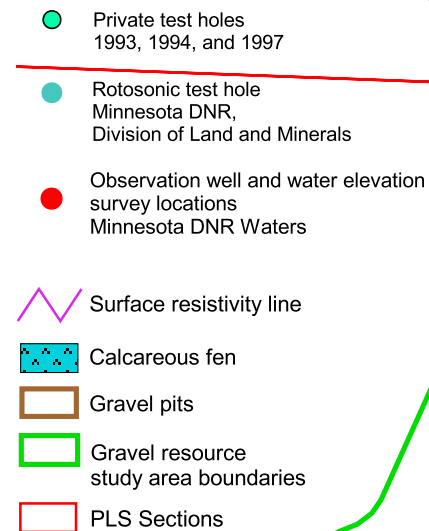 Private test holes
1993, 1994, and 1997
Rotosonic test hole
Minnesota DNR,
Division of Land and Minerals
Observation well and water elevation
survey locations
Minnesota DNR Waters
Surface resistivity line
Calcareous fen
Gravel pits
Gravel resource
study area boundaries
PLS Sections